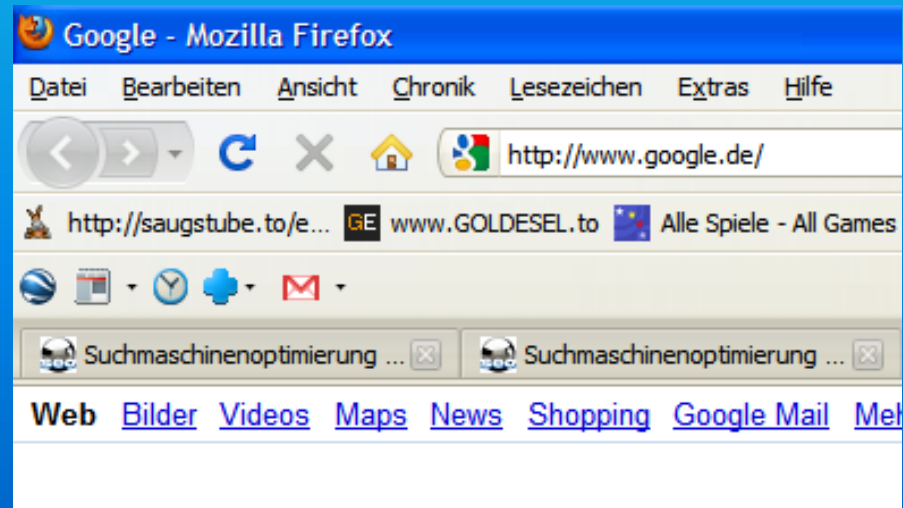 Google - Mozilla Firefox
Datei Bearbeiten Ansicht Chronik Lesezeichen Extras Hilfe
http://www.google.de/
http://saugstube.to/e... GE www.GOLDESEL.to Alle Spiele - All Games
Suchmaschinenoptimierung ... Suchmaschinenoptimierung ...
Web Bilder Videos Maps News Shopping Google Mail Meh